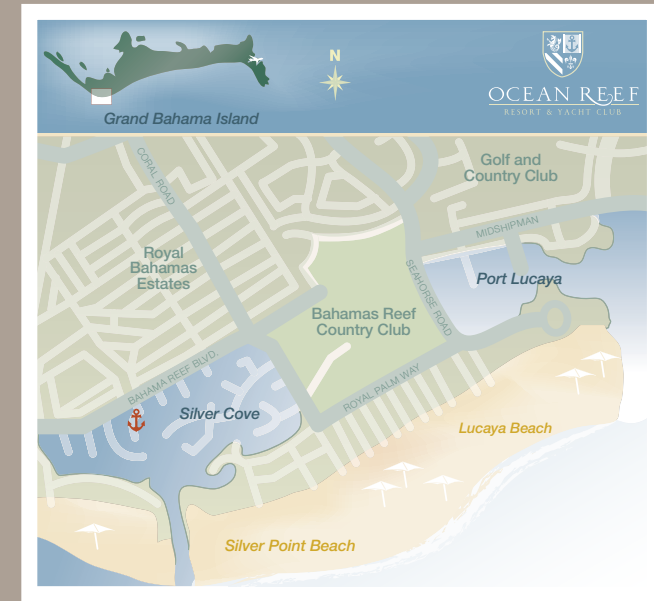 N
OCEAN REEF
RESORT & YACHT CLUB
Grand Bahama Island
Golf and
Country Club
CORAL ROAD
MIDSHIPMAN
Royal
Bahamas
Estates
SEAHORSE ROAD
Port Lucaya
Bahamas Reef
Country Club
BAHAMA REEF BLVD.
ROYAL PALM WAY
Silver Cove
Lucaya Beach
Silver Point Beach